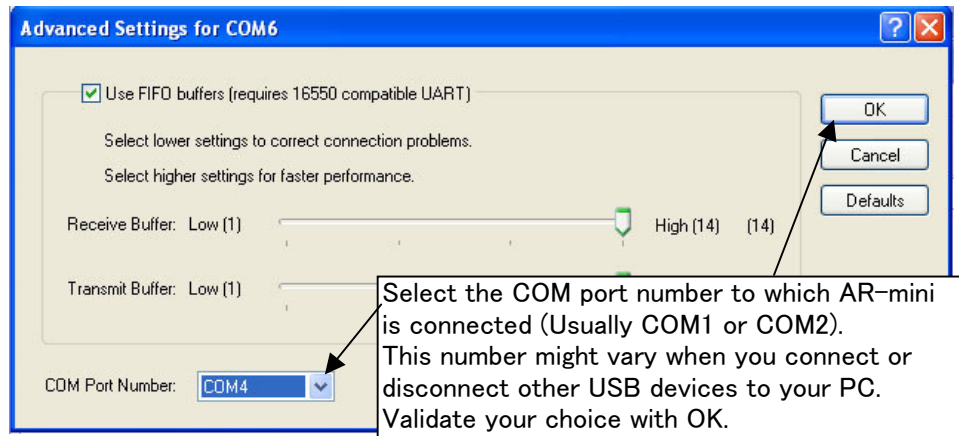 Advanced Settings for COM6
Use FIFO buffers (requires 16550 compatible UART)
OK
Select lower settings to correct connection problems.
Cancel
Select higher settings for faster performance.
Defaults
Receive Buffer: Low (1) High (14) (14)
Transmit Buffer: Low (1)
Select the COM port number to which AR-mini
is connected (Usually COM1 or COM2).
This number might vary when you connect or
disconnect other USB devices to your PC.
Validate your choice with OK.
COM Port Number: COM4